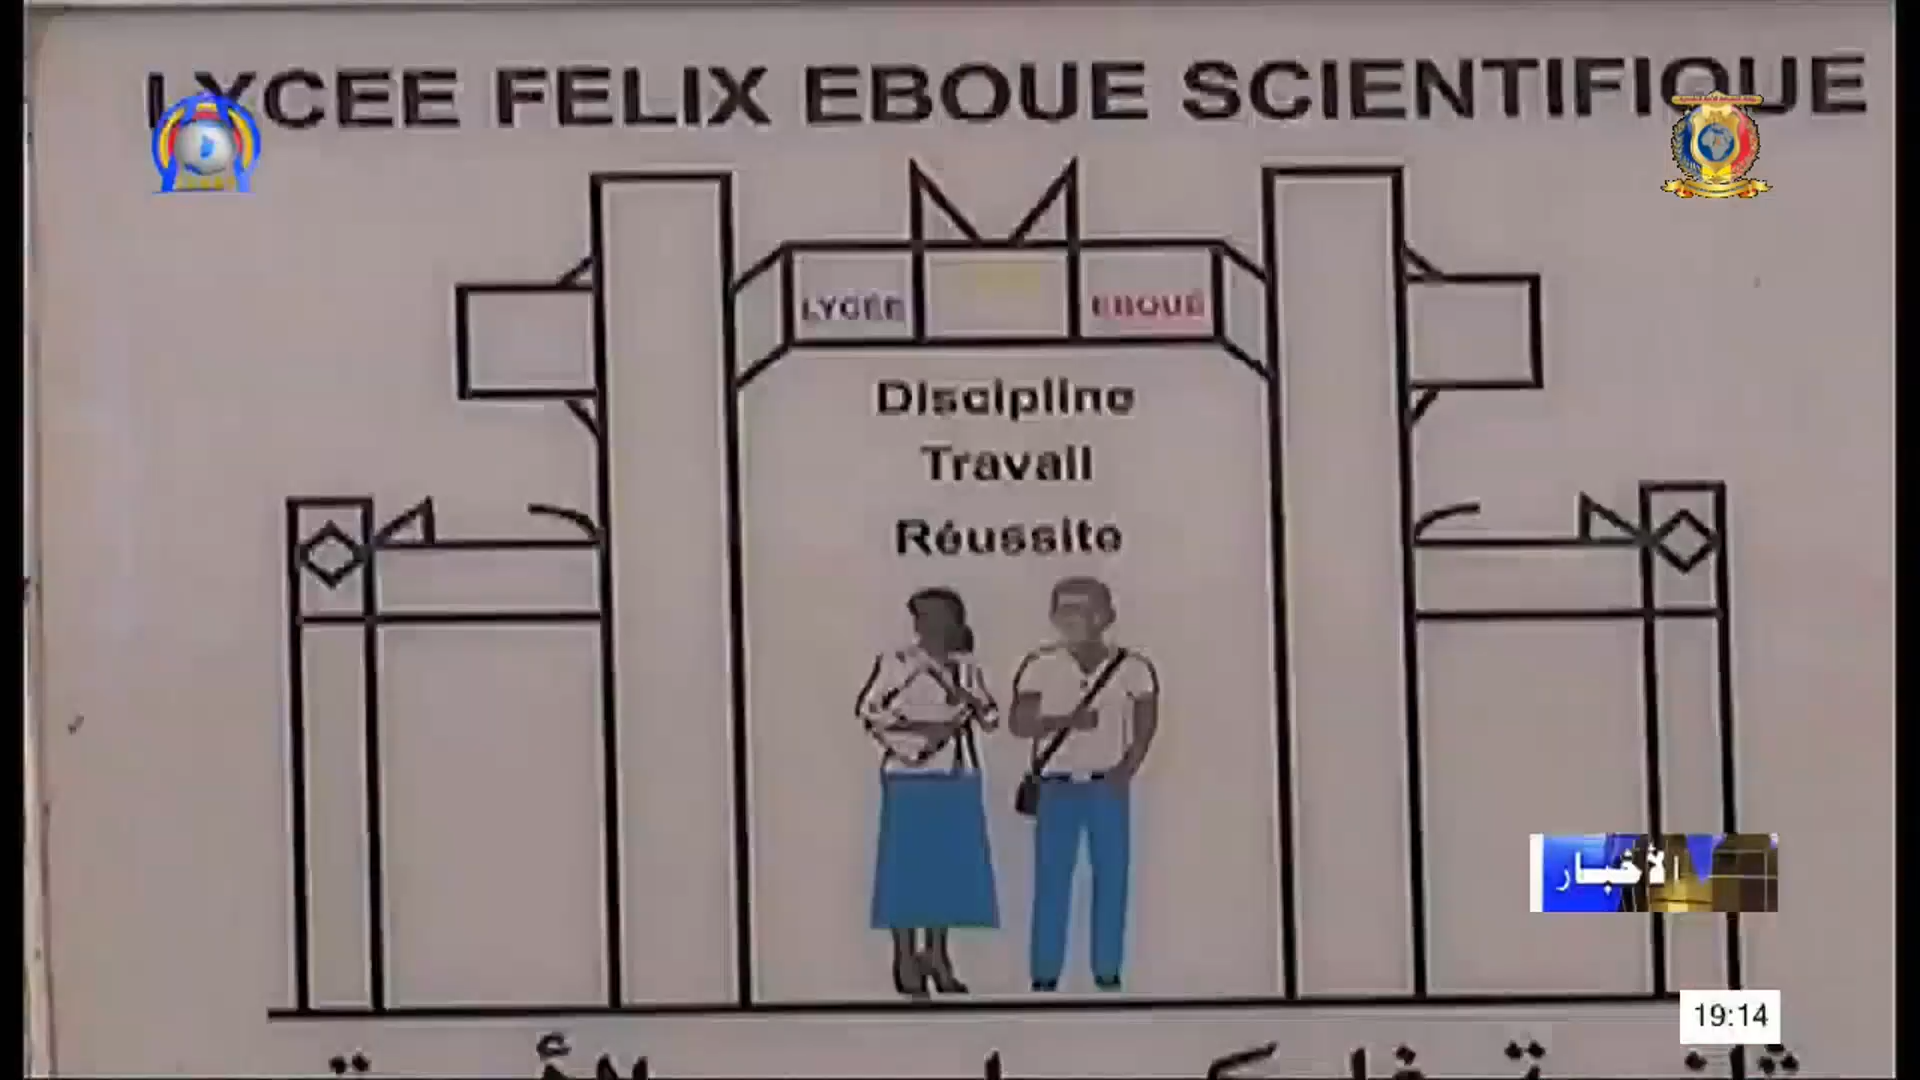 LYCEE FELIX EBOUE SCIENTIFIQUE
LYCÉE
EBOUÉ
Discipline
Travail
Réussite
الأخبار
19:14